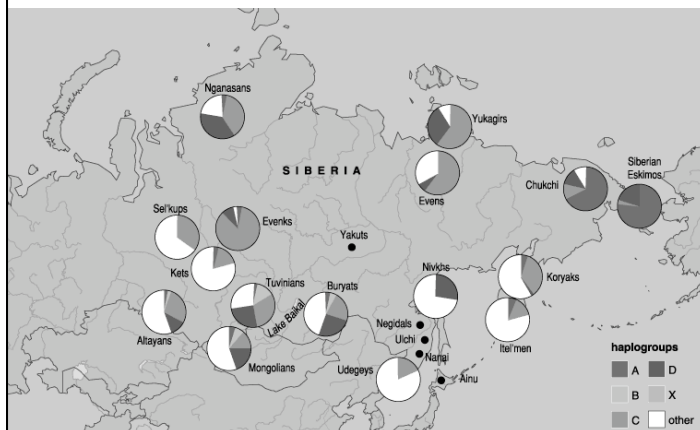 Nganasans
Yukagirs
SIBERIA
Siberian
Eskimos
Chukchi
Evens
Sel'kups
Evenks
Yakuts
Kets
Tuvinians
Buryats
Nivkhs
Koryaks
Lake Baikal
Negidals
Altayans
Ulchi
Itel'men
Mongolians
Udegeys
Nanai
Ainu
haplogroups
A D
B X
C other